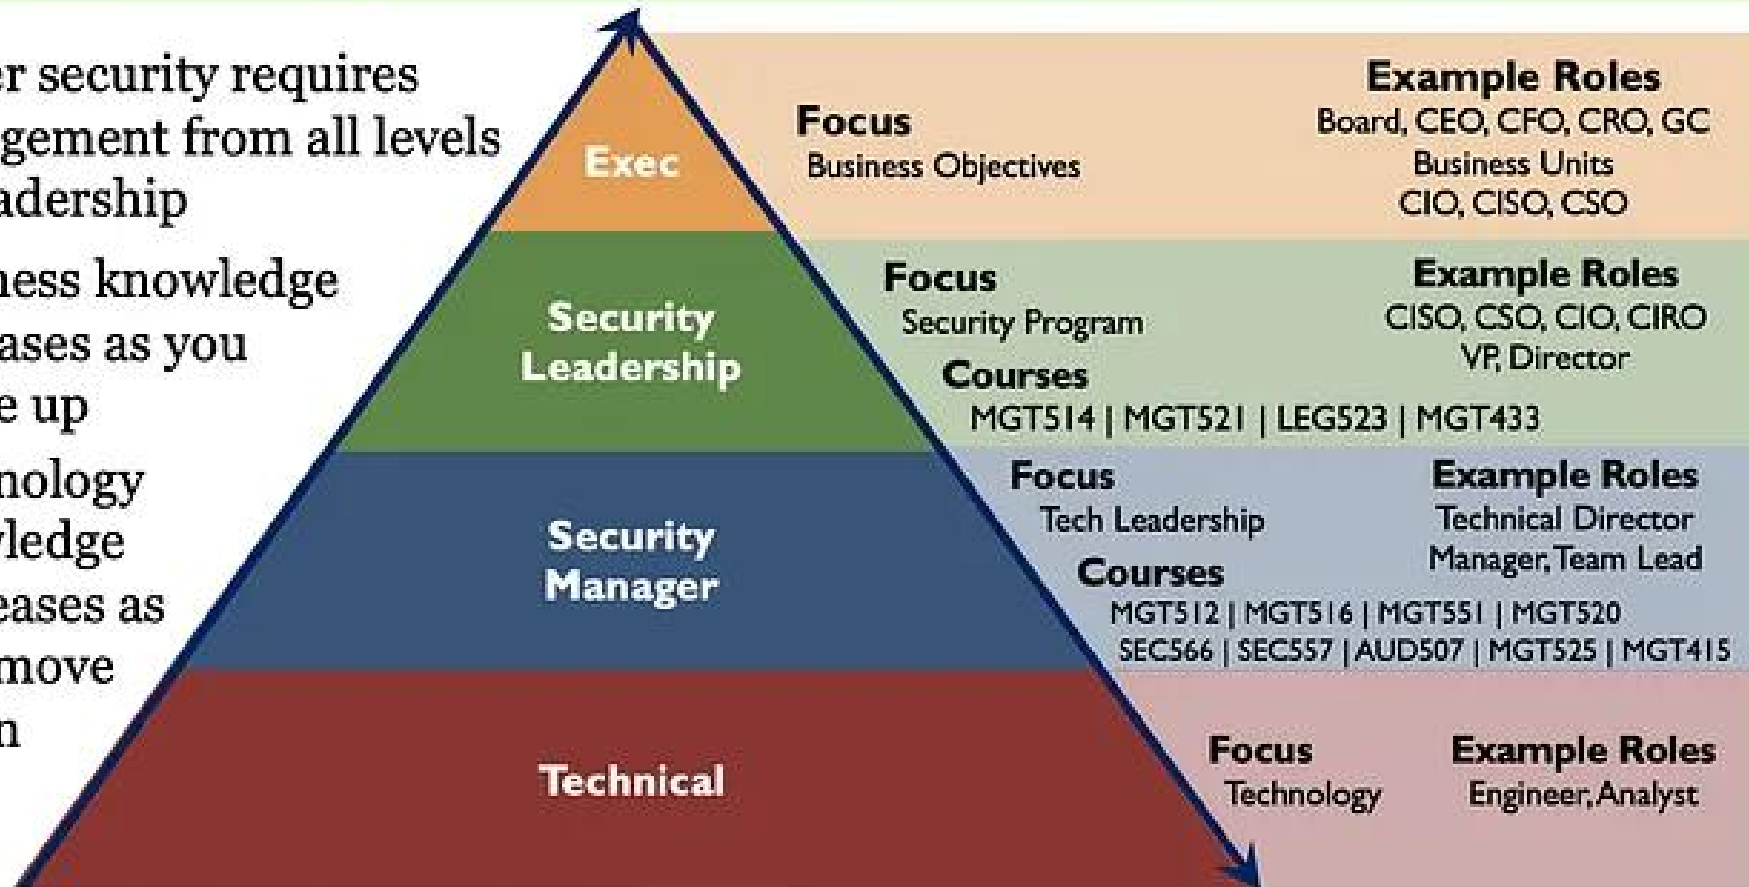 er security requires
gement from all levels
adership
ness knowledge
ases as you
e up
nology
ledge
eases as
move
n
Exec
Focus
Business Objectives
Example Roles
Board, CEO, CFO, CRO, GC
Business Units
CIO, CISO, CSO
Security
Leadership
Focus
Security Program
Courses
MGT514 | MGT521 | LEG523 | MGT433
Example Roles
CISO, CSO, CIO, CIRO
VP, Director
Security
Manager
Focus
Tech Leadership
Courses
MGT512 | MGT516 | MGT551 | MGT520
SEC566 | SEC557 | AUD507 | MGT525 | MGT415
Example Roles
Technical Director
Manager, Team Lead
Technical
Focus
Technology
Example Roles
Engineer, Analyst